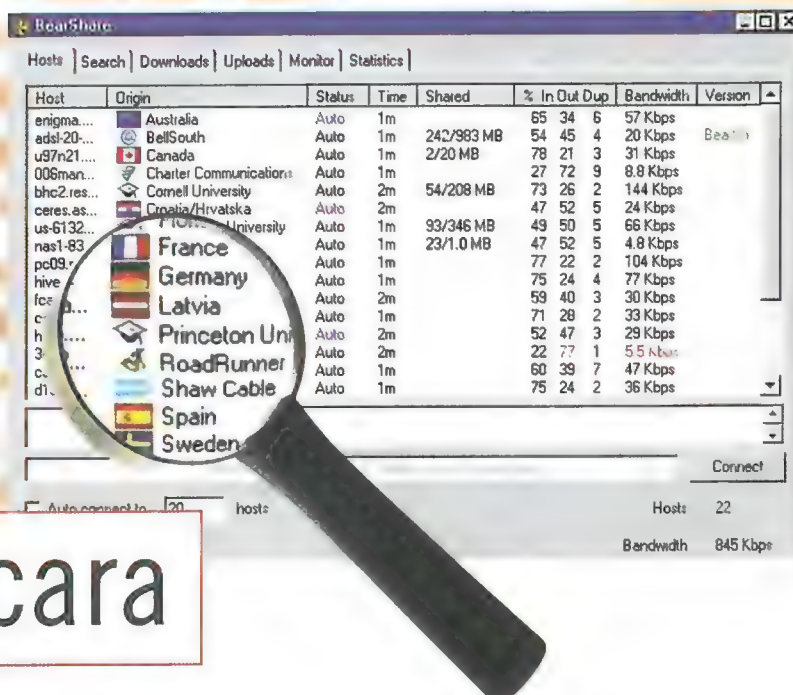 BearShare
Hosts Search Downloads Uploads Monitor Statistics
Host Origin Status Time Shared % In Out Dup Bandwidth Version
enigma.... Australia Auto 1m 65 34 6 57 Kbps
adsl-20-... BellSouth Auto 1m 242/983 MB 54 45 4 20 Kbps
u97n21.... Canada Auto 1m 2/20 MB 78 21 3 31 Kbps
006man... Charter Communications Auto 1m 27 72 9 8.8 Kbps
bhc2.res... Cornell University Auto 2m 54/208 MB 73 26 2 144 Kbps
ceres.as... Croatia/Hrvatska Auto 2m 47 52 5 24 Kbps
us-6132... University Auto 1m 93/346 MB 49 50 5 66 Kbps
nas1-83 France Auto 1m 23/1.0 MB 47 52 5 4.8 Kbps
pc09. Germany Auto 1m 77 22 2 104 Kbps
hive Latvia Auto 1m 75 24 4 77 Kbps
Auto 2m 59 40 3 30 Kbps
Princeton Uni Auto 1m 71 28 2 33 Kbps
RoadRunner Auto 2m 52 47 3 29 Kbps
Shaw Cable Auto 2m 22 77 1 5.5 Kbps
Spain Auto 1m 60 39 7 47 Kbps
Sweden Auto 1m 75 24 2 36 Kbps
Connect
Auto connect to 20 hosts Hosts 22
Bandwidth 845 Kbps
cara